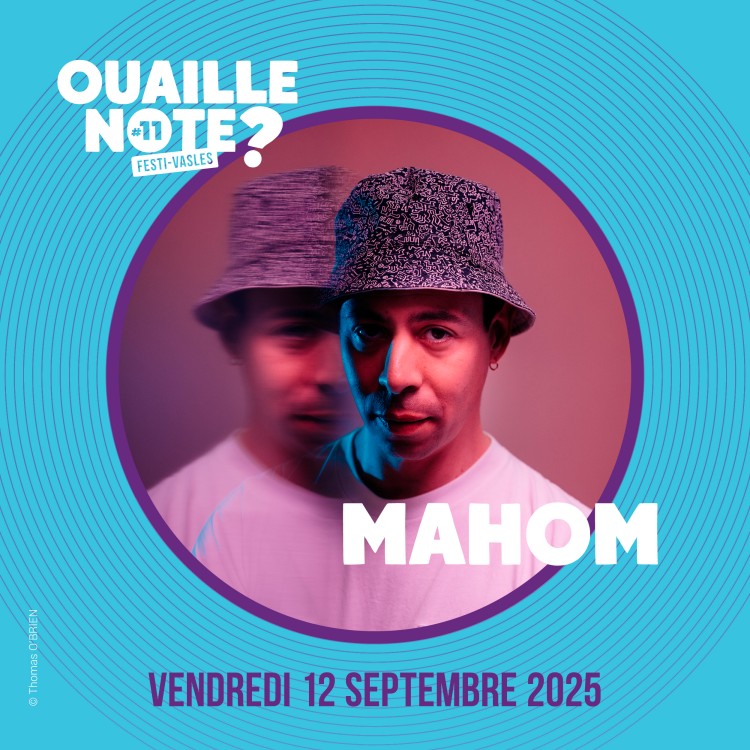 OUAILLE
NOTE?
#11
FESTI-VASLES
MAHOM
© Thomas O'BRIEN
VENDREDI 12 SEPTEMBRE 2025